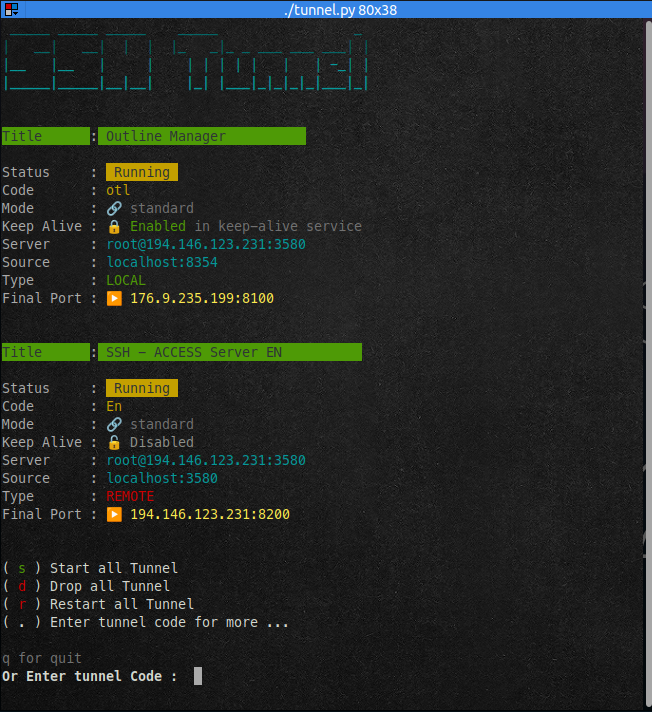 ./tunnel.py 80x38
SSH Tunnel
Title : Outline Manager
Status : Running
Code : otl
Mode : 🔗 standard
Keep Alive : 🔒 Enabled in keep-alive service
Server : root@194.146.123.231:3580
Source : localhost:8354
Type : LOCAL
Final Port : ▶️ 176.9.235.199:8100
Title : SSH - ACCESS Server EN
Status : Running
Code : En
Mode : 🔗 standard
Keep Alive : 🔓 Disabled
Server : root@194.146.123.231:3580
Source : localhost:3580
Type : REMOTE
Final Port : ▶️ 194.146.123.231:8200
( s ) Start all Tunnel
( d ) Drop all Tunnel
( r ) Restart all Tunnel
( . ) Enter tunnel code for more ...
q for quit
Or Enter tunnel Code :